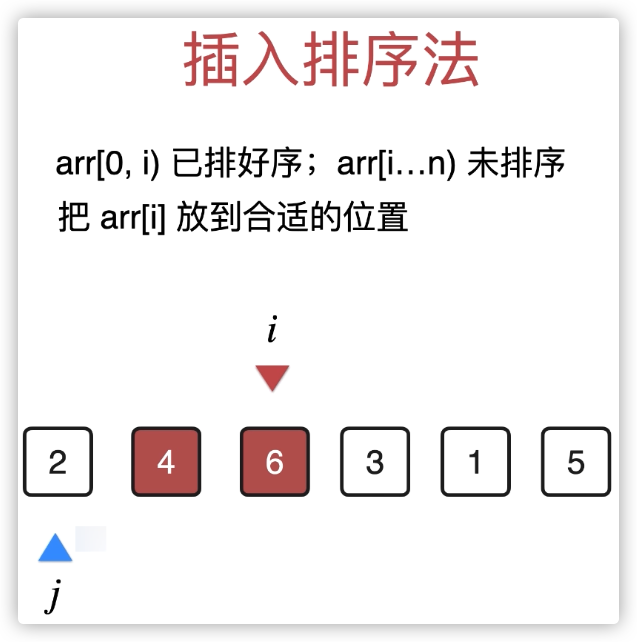 插入排序法
arr[0, i) 已排好序；arr[i...n) 未排序
把 arr[i] 放到合适的位置
i
2 4 6 3 1 5
j